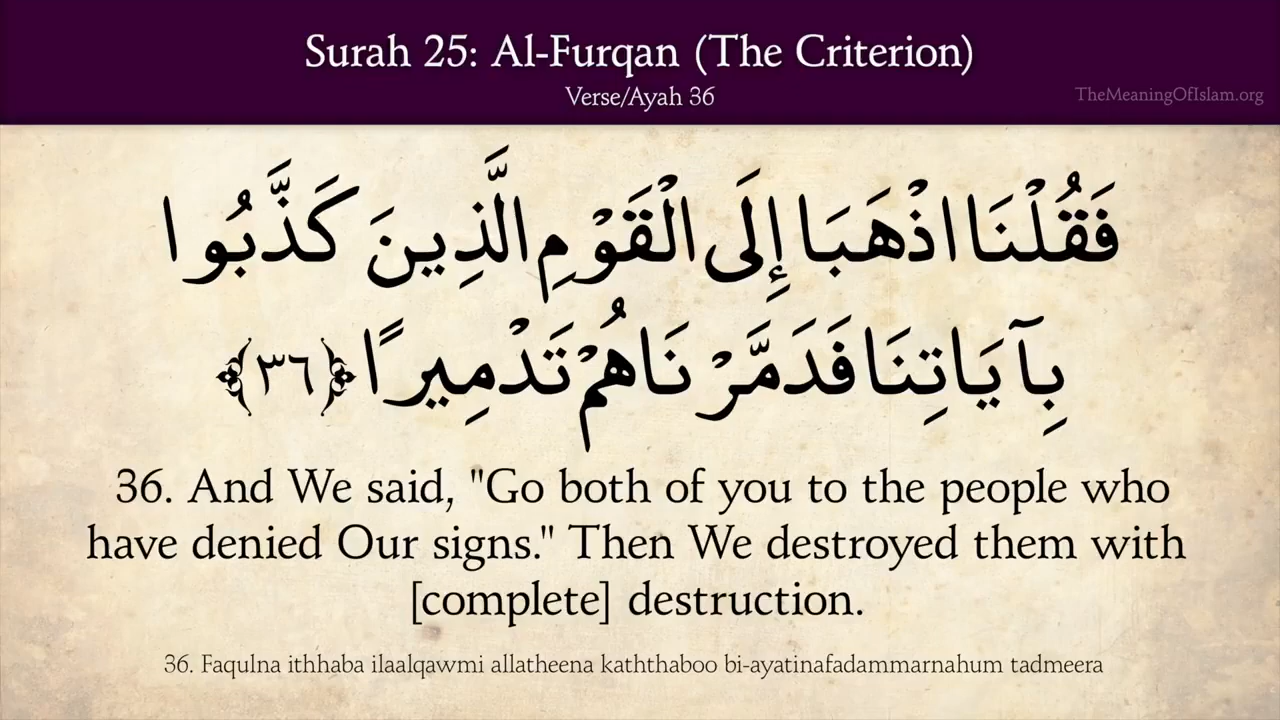 Surah 25: Al-Furqan (The Criterion)
Verse/Ayah 36
TheMeaningOfIslam.org
فَقُلْنَا اذْهَبَا إِلَى الْقَوْمِ الَّذِينَ كَذَّبُوا
بِآيَاتِنَا فَدَمَّرْنَاهُمْ تَدْمِيرًا ﴿٣٦﴾
36. And We said, "Go both of you to the people who
have denied Our signs." Then We destroyed them with
[complete] destruction.
36. Faqulna ithhaba ilaalqawmi allatheena kaththaboo bi-ayatinafadammarnahum tadmeera